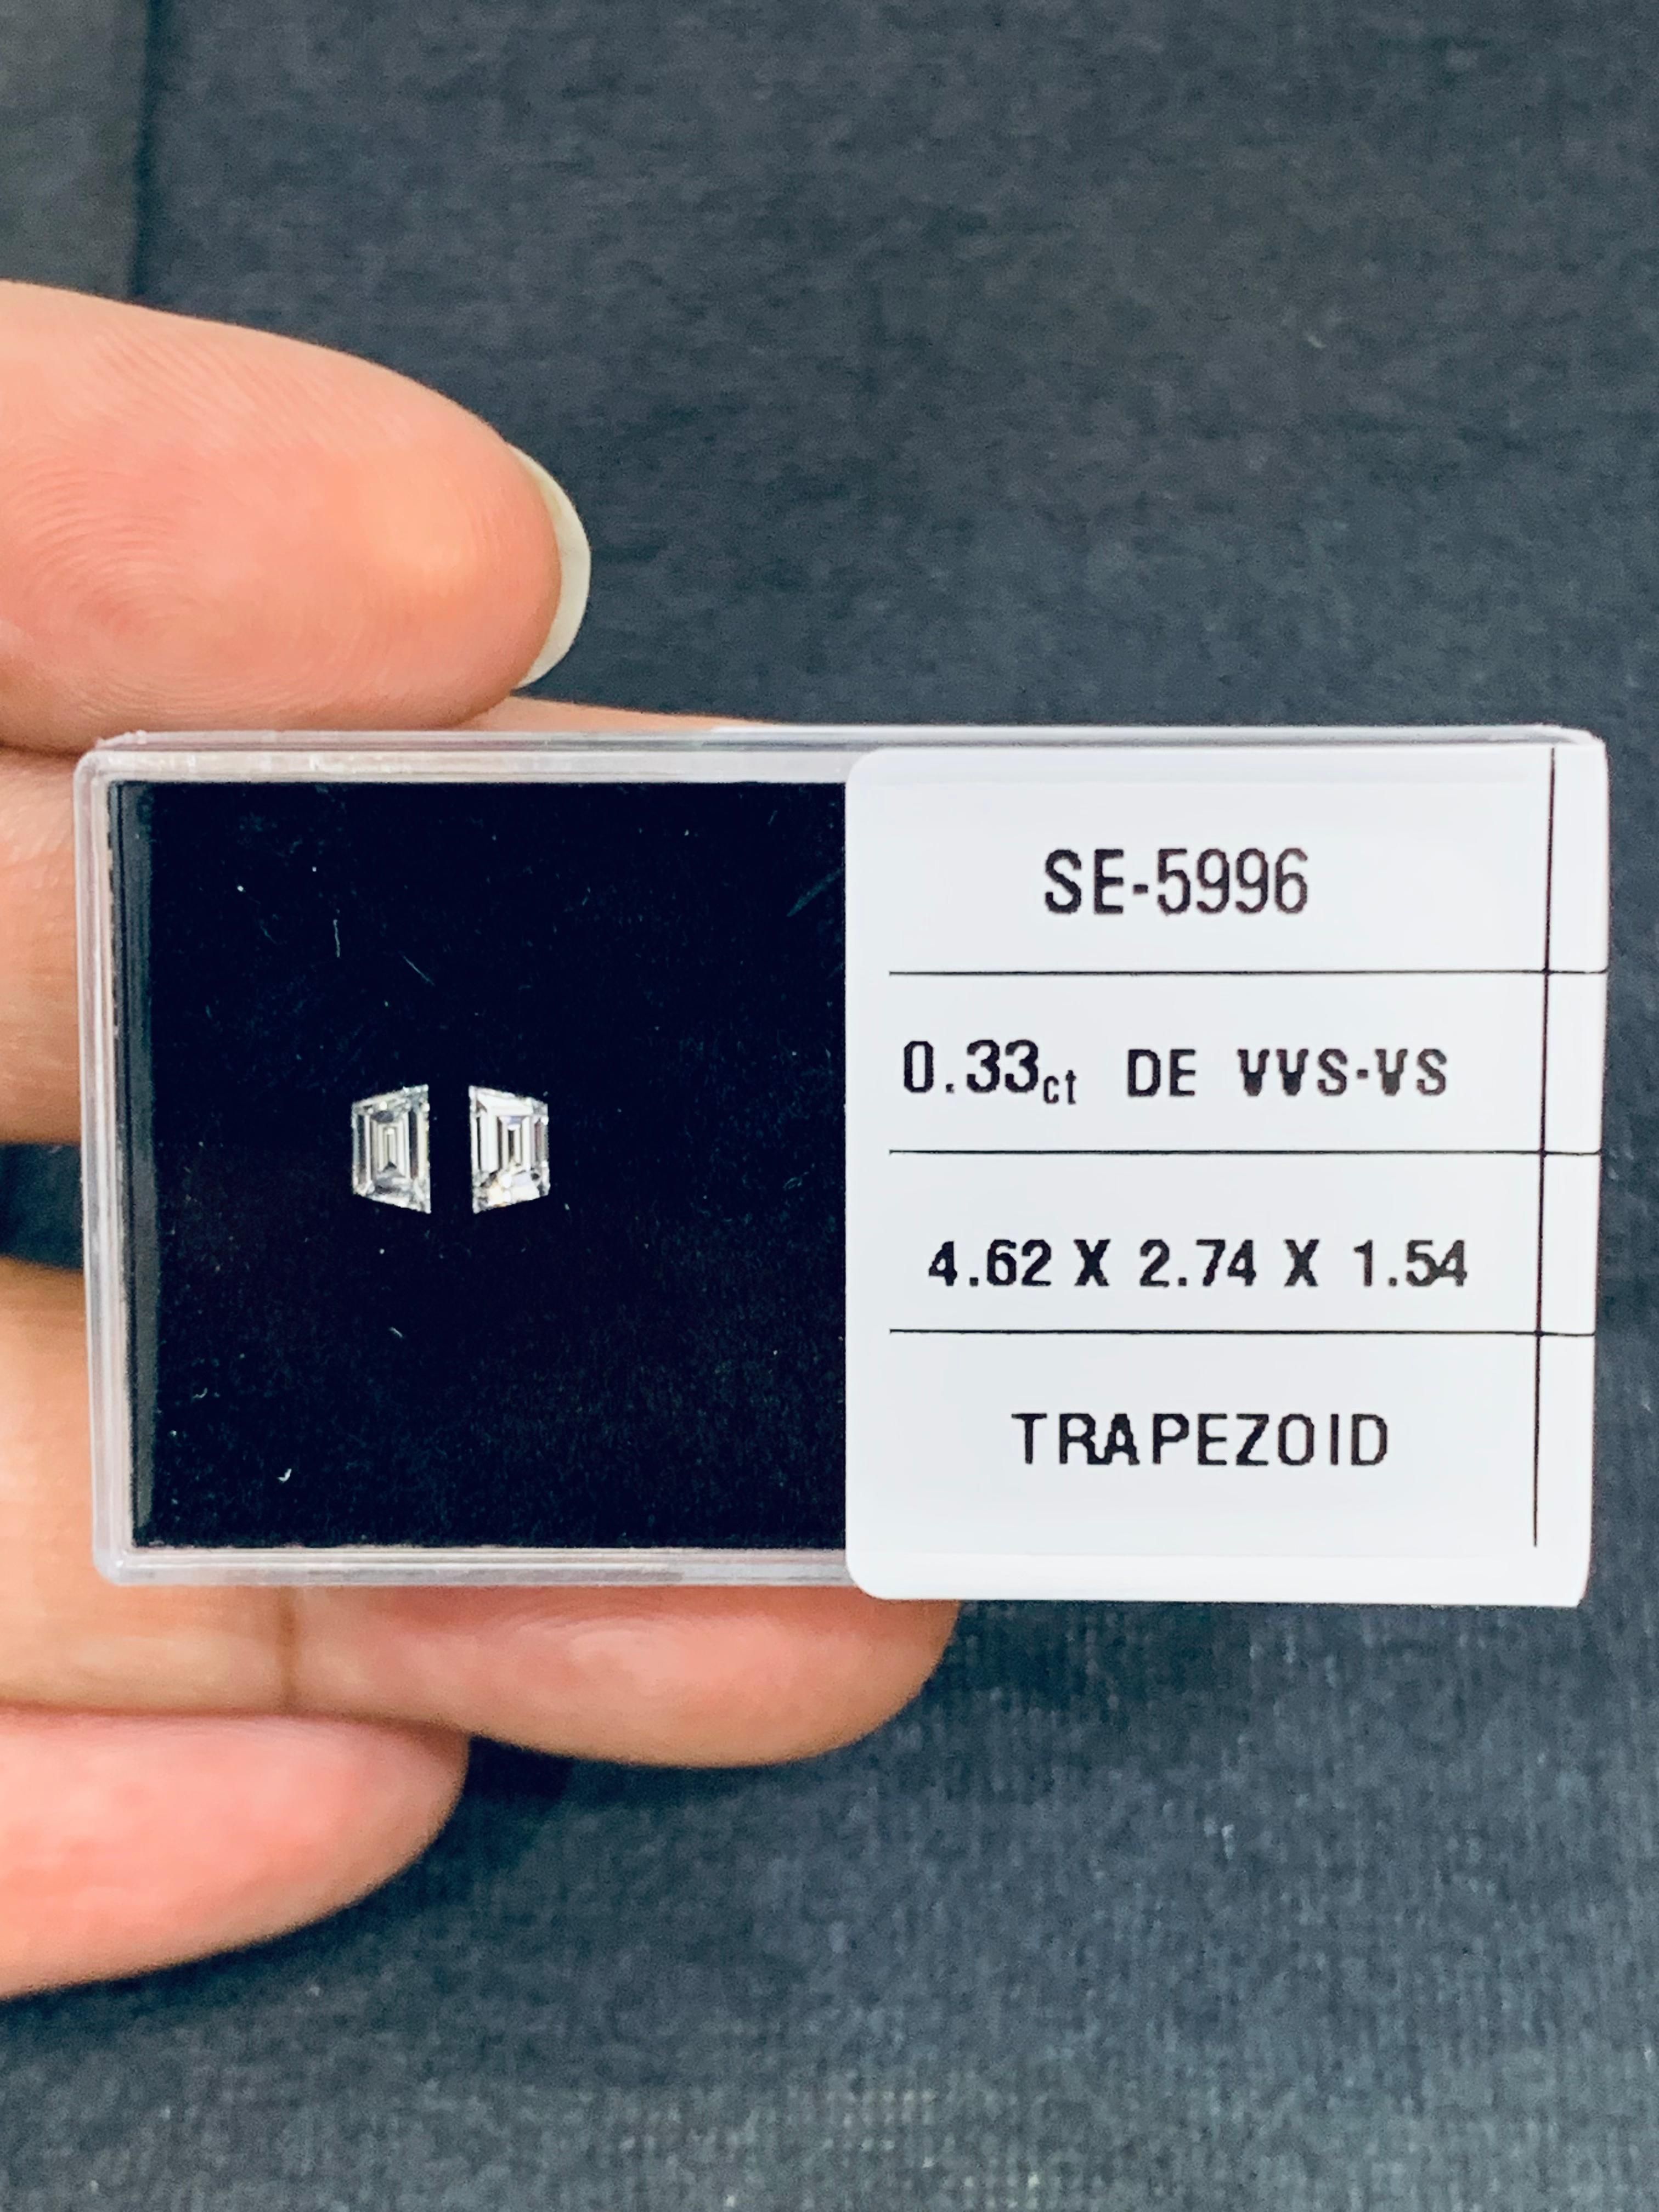 SE-5996
0.33ct DE VVS-VS
4.62 X 2.74 X 1.54
TRAPEZOID